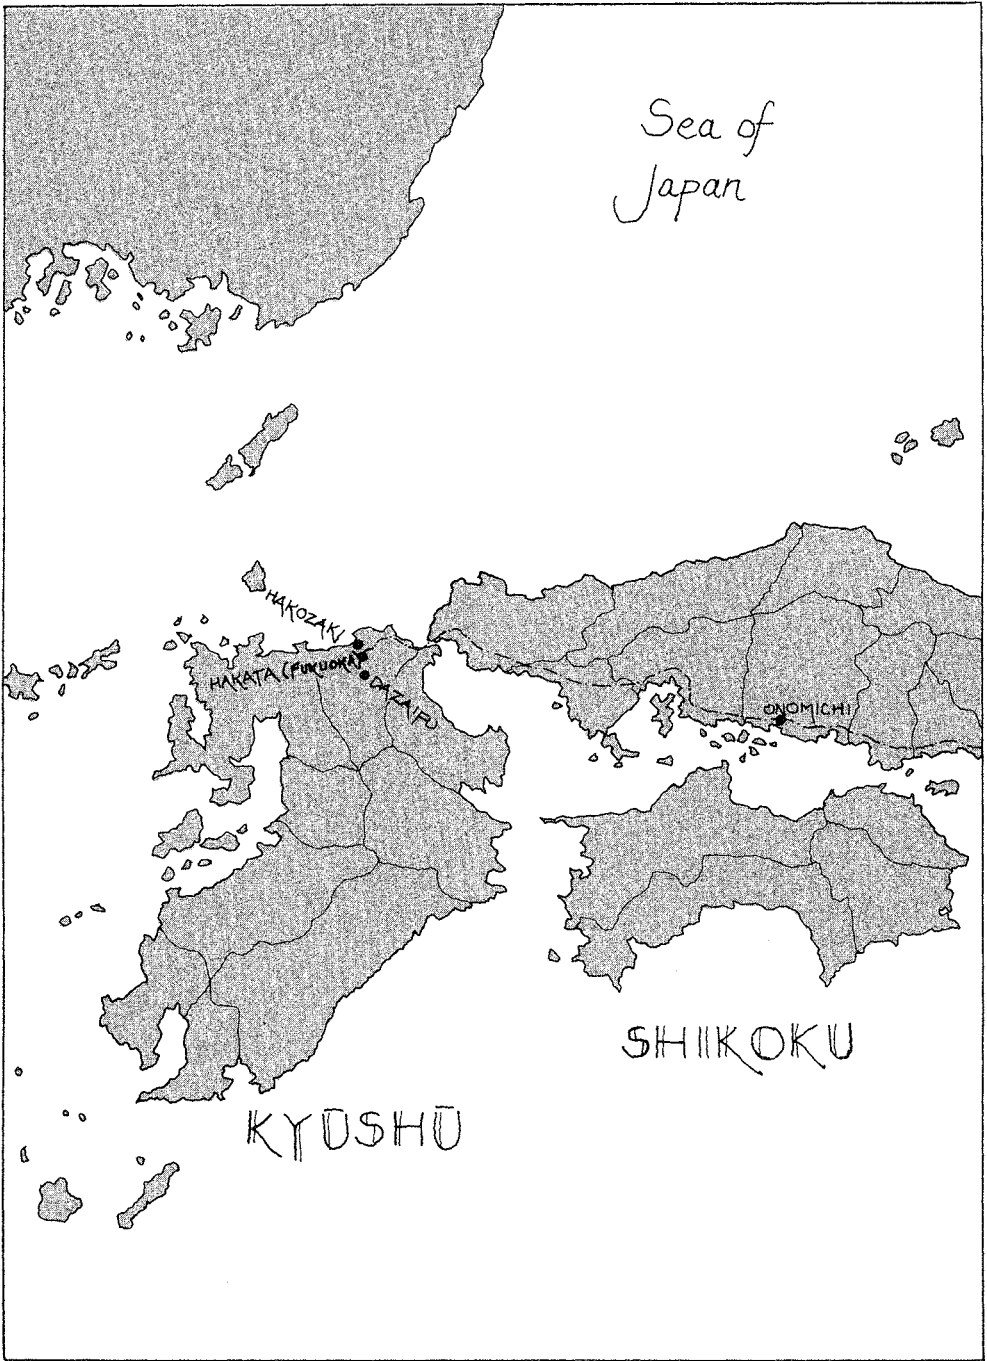 Sea of
Japan
HAKOZAKI
HAKATA (FUKUOKA)
DAZAIFU
ONOMICHI
SHIKOKU
KYŪSHŪ